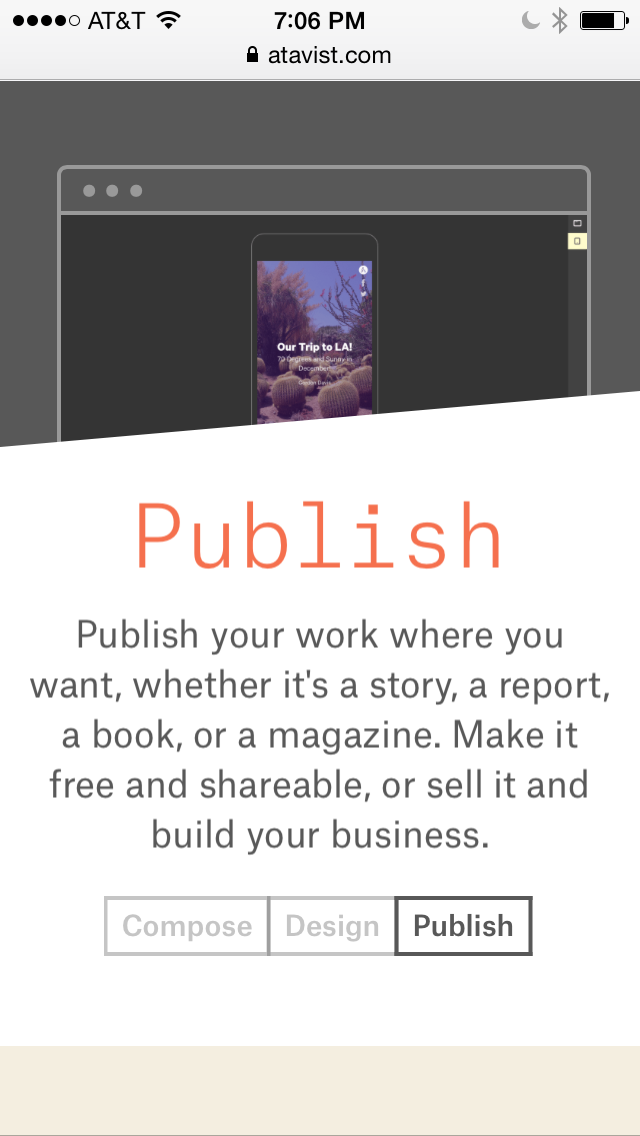 AT&T 7:06 PM
atavist.com
Our Trip to LA!
70 Degrees and Sunny in
December
Publish
Publish your work where you
want, whether it's a story, a report,
a book, or a magazine. Make it
free and shareable, or sell it and
build your business.
Compose Design Publish